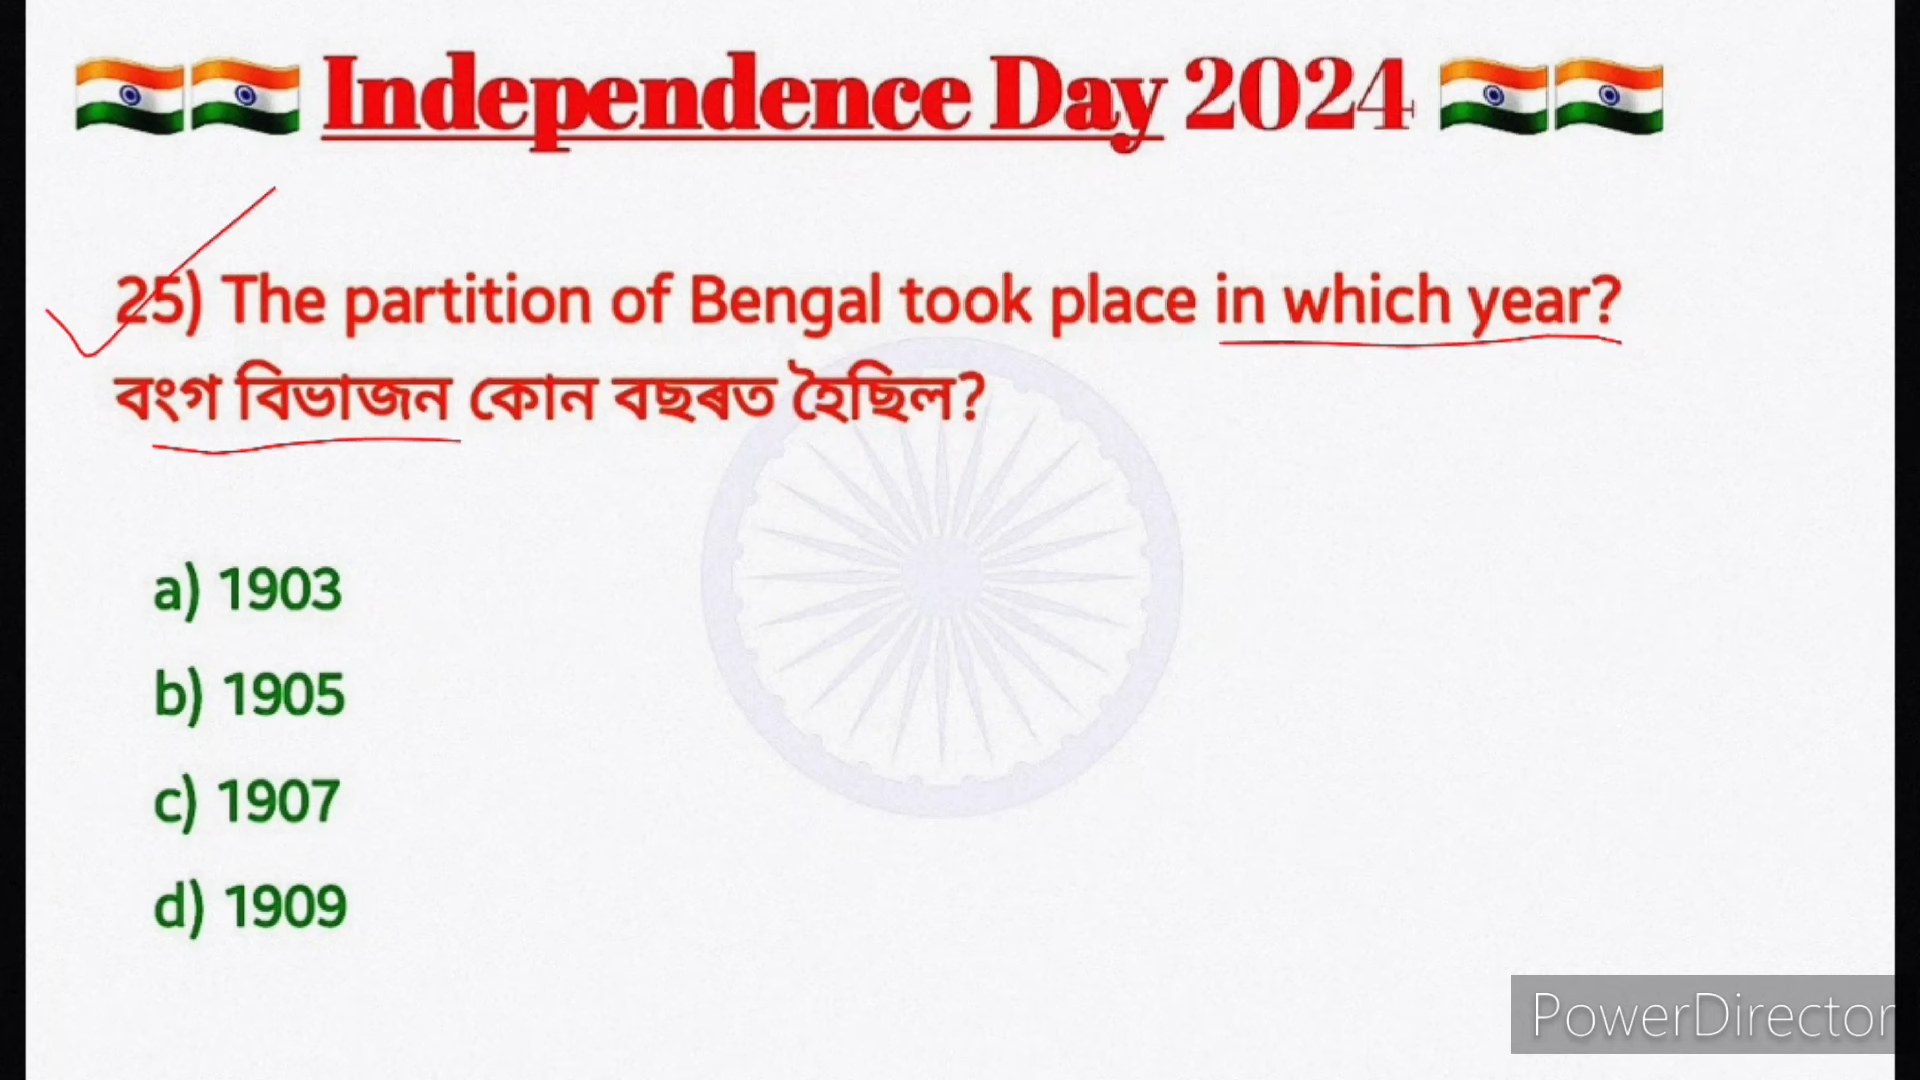 Independence Day 2024
25) The partition of Bengal took place in which year?
বংগ বিভাজন কোন বছৰত হৈছিল?
a) 1903
b) 1905
c) 1907
d) 1909
PowerDirector